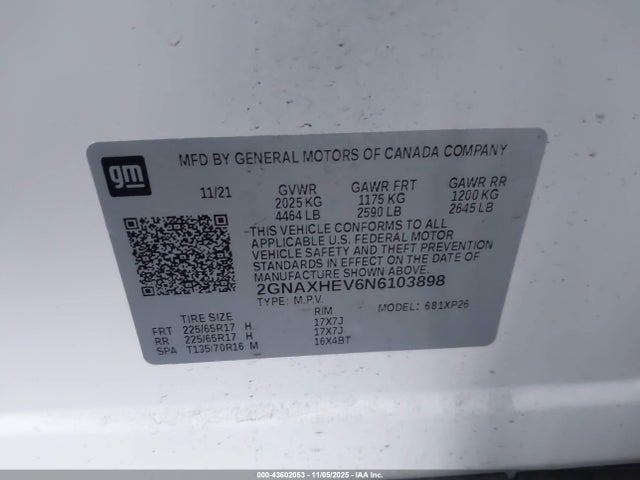 gm
MFD BY GENERAL MOTORS OF CANADA COMPANY
11/21 GVWR GAWR FRT GAWR RR
2025 KG 1175 KG 1200 KG
4464 LB 2590 LB 2645 LB
THIS VEHICLE CONFORMS TO ALL
APPLICABLE U.S. FEDERAL MOTOR
VEHICLE SAFETY AND THEFT PREVENTION
STANDARDS IN EFFECT ON THE DATE OF
MANUFACTURE SHOWN ABOVE.
2GNAXHEV6N6103898
TYPE: M.P.V. MODEL: 681XP26
TIRE SIZE RIM
FRT 225/65R17 H 17X7J
RR 225/65R17 H 17X7J
SPA T135/70R16 M 16X4BT
000-43602053 - 11/05/2025 - IAAI.COM